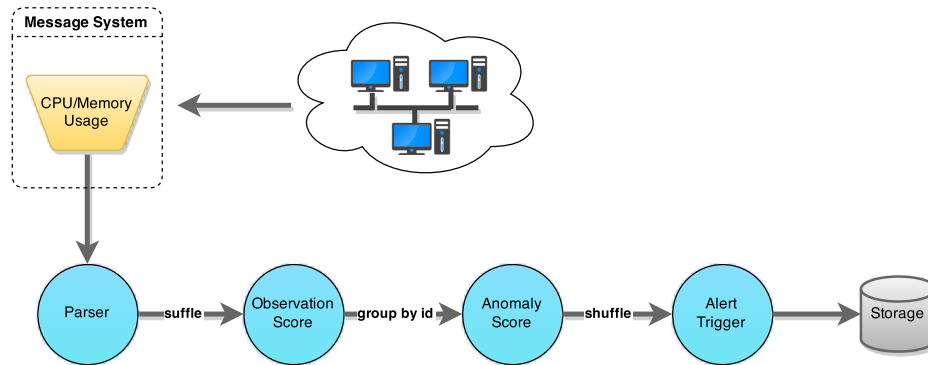 Message System
CPU/Memory
Usage
Parser
suffle
Observation
Score
group by id
Anomaly
Score
shuffle
Alert
Trigger
Storage